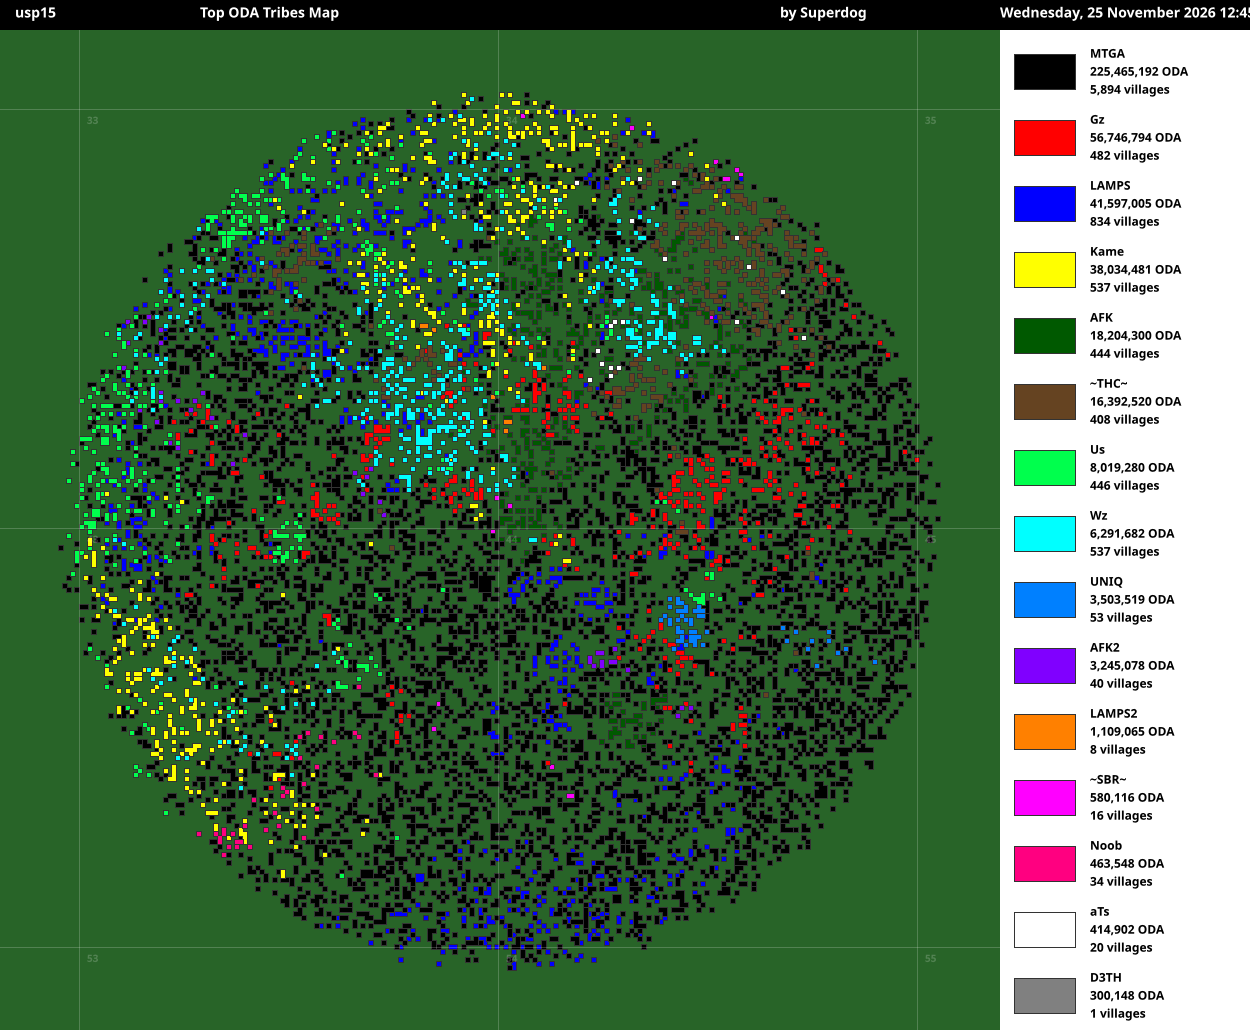 usp15
Top ODA Tribes Map
by Superdog
Wednesday, 25 November 2026 12:45
MTGA
225,465,192 ODA
5,894 villages
Gz
56,746,794 ODA
482 villages
LAMPS
41,597,005 ODA
834 villages
Kame
38,034,481 ODA
537 villages
AFK
18,204,300 ODA
444 villages
~THC~
16,392,520 ODA
408 villages
Us
8,019,280 ODA
446 villages
Wz
6,291,682 ODA
537 villages
UNIQ
3,503,519 ODA
53 villages
AFK2
3,245,078 ODA
40 villages
LAMPS2
1,109,065 ODA
8 villages
~SBR~
580,116 ODA
16 villages
Noob
463,548 ODA
34 villages
aTs
414,902 ODA
20 villages
D3TH
300,148 ODA
1 villages
33
34
35
44
53
55